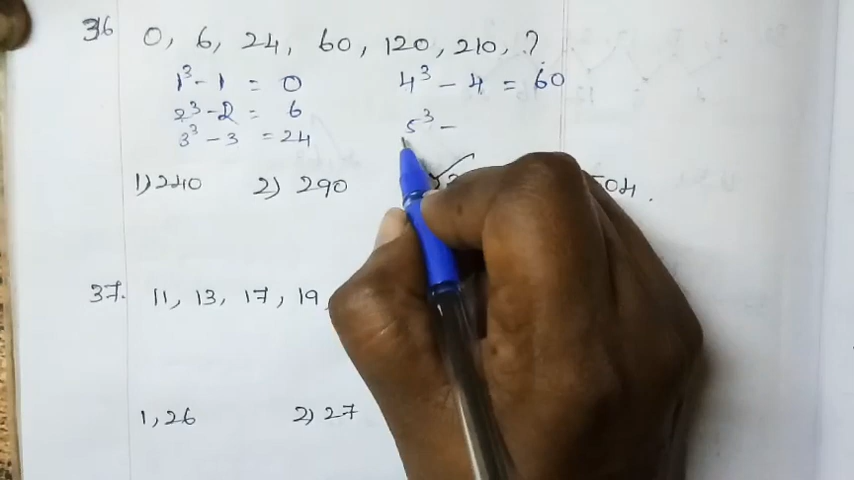 36 0, 6, 24, 60, 120, 210, ?
1³ - 1 = 0 4³ - 4 = 60
2³ - 2 = 6 5³ -
3³ - 3 = 24
1) 240 2) 290 504.
37. 11, 13, 17, 19,
1, 26 2) 27